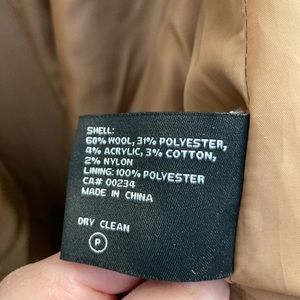 SHELL:
60% WOOL, 31% POLYESTER,
4% ACRYLIC, 3% COTTON,
2% NYLON
LINING: 100% POLYESTER
CA# 00234
MADE IN CHINA
DRY CLEAN
P